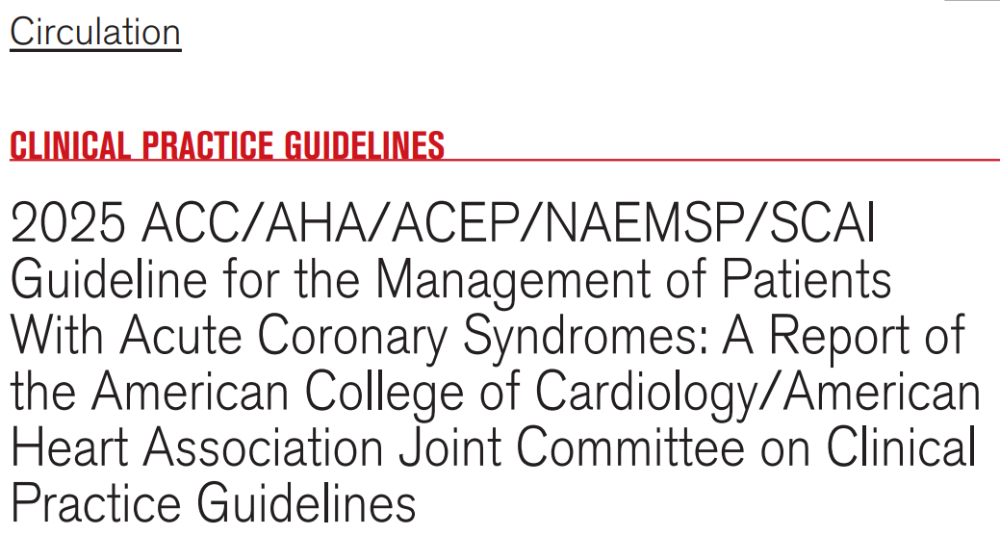 Circulation
CLINICAL PRACTICE GUIDELINES
2025 ACC/AHA/ACEP/NAEMSP/SCAI
Guideline for the Management of Patients
With Acute Coronary Syndromes: A Report of
the American College of Cardiology/American
Heart Association Joint Committee on Clinical
Practice Guidelines